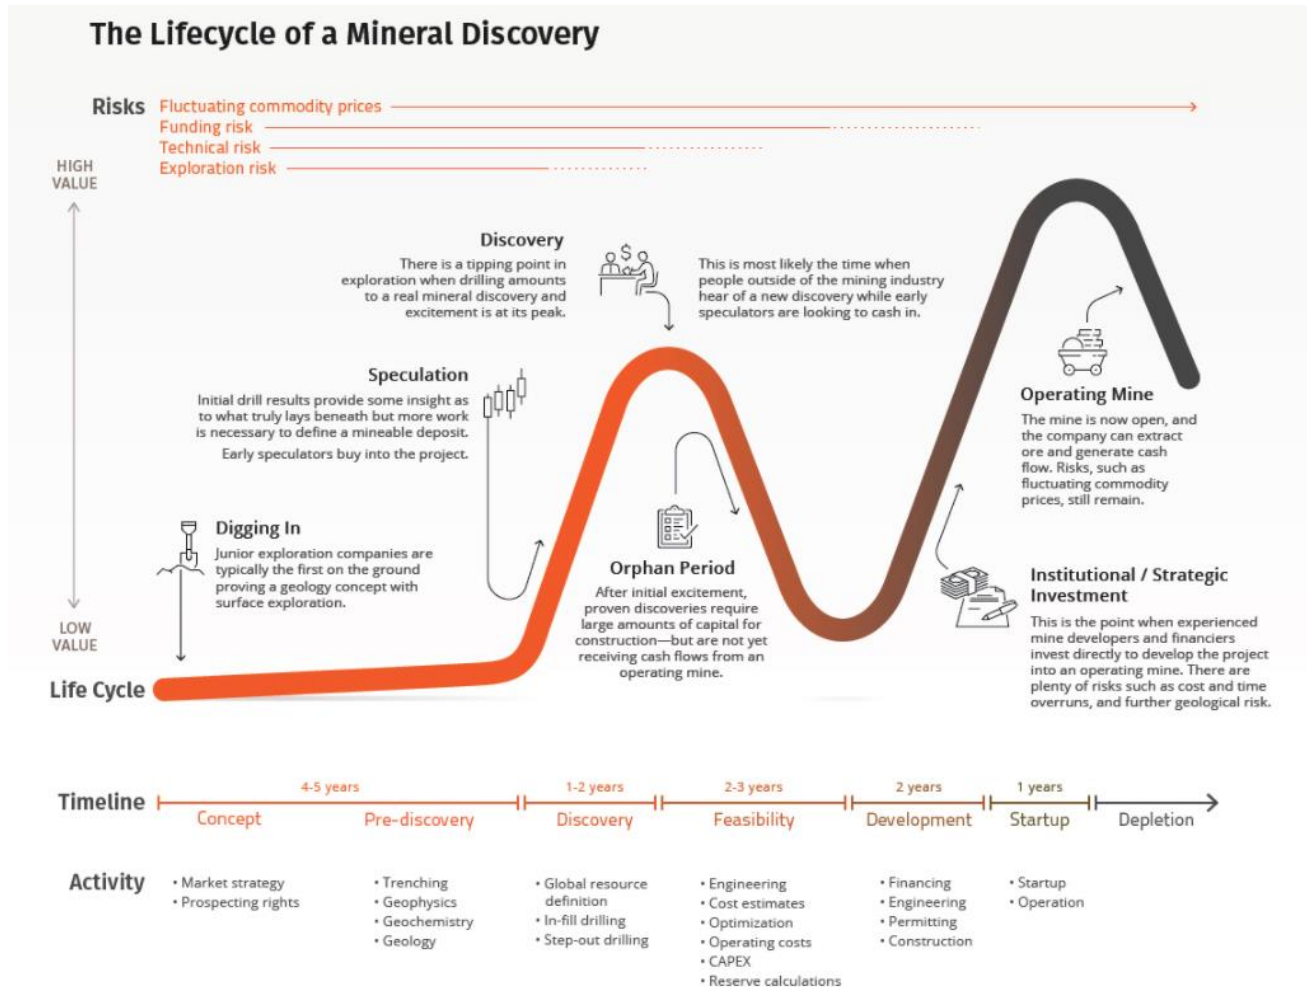 The Lifecycle of a Mineral Discovery
Risks
Fluctuating commodity prices
Funding risk
Technical risk
Exploration risk
HIGH
VALUE
LOW
VALUE
Discovery
There is a tipping point in
exploration when drilling amounts
to a real mineral discovery and
excitement is at its peak.
$
This is most likely the time when
people outside of the mining industry
hear of a new discovery while early
speculators are looking to cash in.
Speculation
Initial drill results provide some insight as
to what truly lays beneath but more work
is necessary to define a mineable deposit.
Early speculators buy into the project.
Digging In
Junior exploration companies are
typically the first on the ground
proving a geology concept with
surface exploration.
Orphan Period
After initial excitement,
proven discoveries require
large amounts of capital for
construction—but are not yet
receiving cash flows from an
operating mine.
Operating Mine
The mine is now open, and
the company can extract
ore and generate cash
flow. Risks, such as
fluctuating commodity
prices, still remain.
Institutional / Strategic
Investment
This is the point when experienced
mine developers and financiers
invest directly to develop the project
into an operating mine. There are
plenty of risks such as cost and time
overruns, and further geological risk.
Life Cycle
Timeline
4-5 years
1-2 years
2-3 years
2 years
1 years
Concept
Pre-discovery
Discovery
Feasibility
Development
Startup
Depletion
Activity
• Market strategy
• Prospecting rights
• Trenching
• Geophysics
• Geochemistry
• Geology
• Global resource
definition
• In-fill drilling
• Step-out drilling
• Engineering
• Cost estimates
• Optimization
• Operating costs
• CAPEX
• Reserve calculations
• Financing
• Engineering
• Permitting
• Construction
• Startup
• Operation